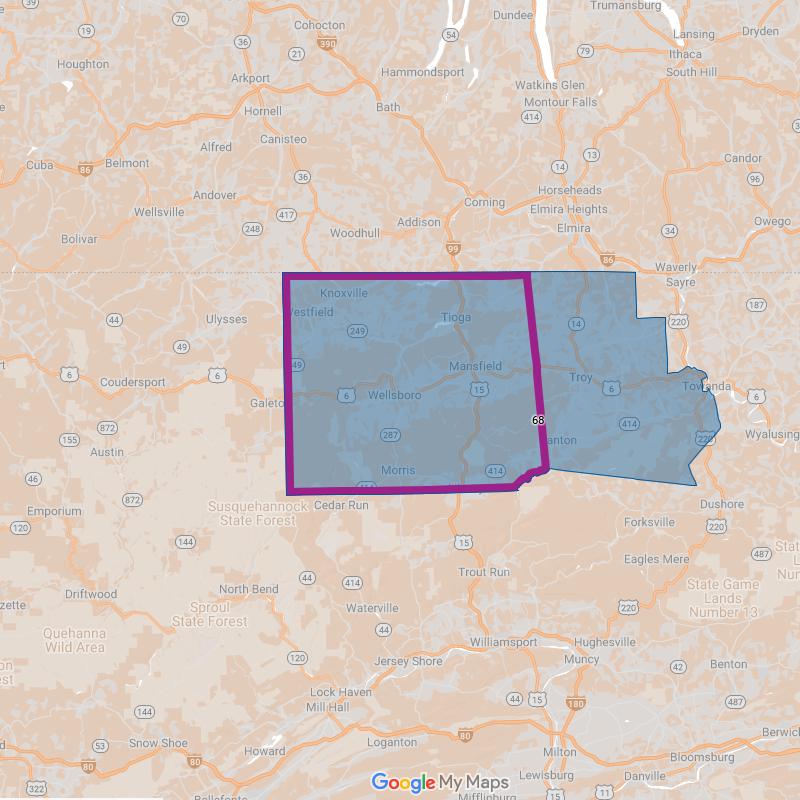 Dundee
Trumansburg
Cohocton
70
19
390
54
Lansing
Dryden
36
21
79
Ithaca
Houghton
Hammondsport
South Hill
Arkport
Watkins Glen
Bath
Montour Falls
Hornell
414
Canisteo
Alfred
13
Cuba
Belmont
86
14
Candor
36
96
Andover
Horseheads
Corning
Wellsville
417
Elmira Heights
Addison
Owego
248
Woodhull
Elmira
34
Bolivar
99
86
Waverly
Sayre
Knoxville
187
44
Westfield
Tioga
14
220
Ulysses
249
49
49
Mansfield
6
6
Troy
Coudersport
15
6
Towanda
6
Wellsboro
6
Galeto
68
414
872
287
anton
220
Wyalusing
155
Austin
Morris
414
46
414
872
Cedar Run
Dushore
Emporium
Susquehannock
State Forest
Forksville
220
120
144
15
487
Eagles Mere
Trout Run
44
414
State Game
Lands
Number 13
North Bend
Driftwood
Sproul
State Forest
Waterville
220
44
Quehanna
Wild Area
Williamsport
Hughesville
120
Muncy
Jersey Shore
42
Benton
Lock Haven
44
15
180
487
Mill Hall
144
80
Snow Shoe
Loganton
53
Howard
Milton
80
80
Bloomsburg
Lewisburg
Danville
322
11
15
Bellefonte
Mifflinburg
Google My Maps